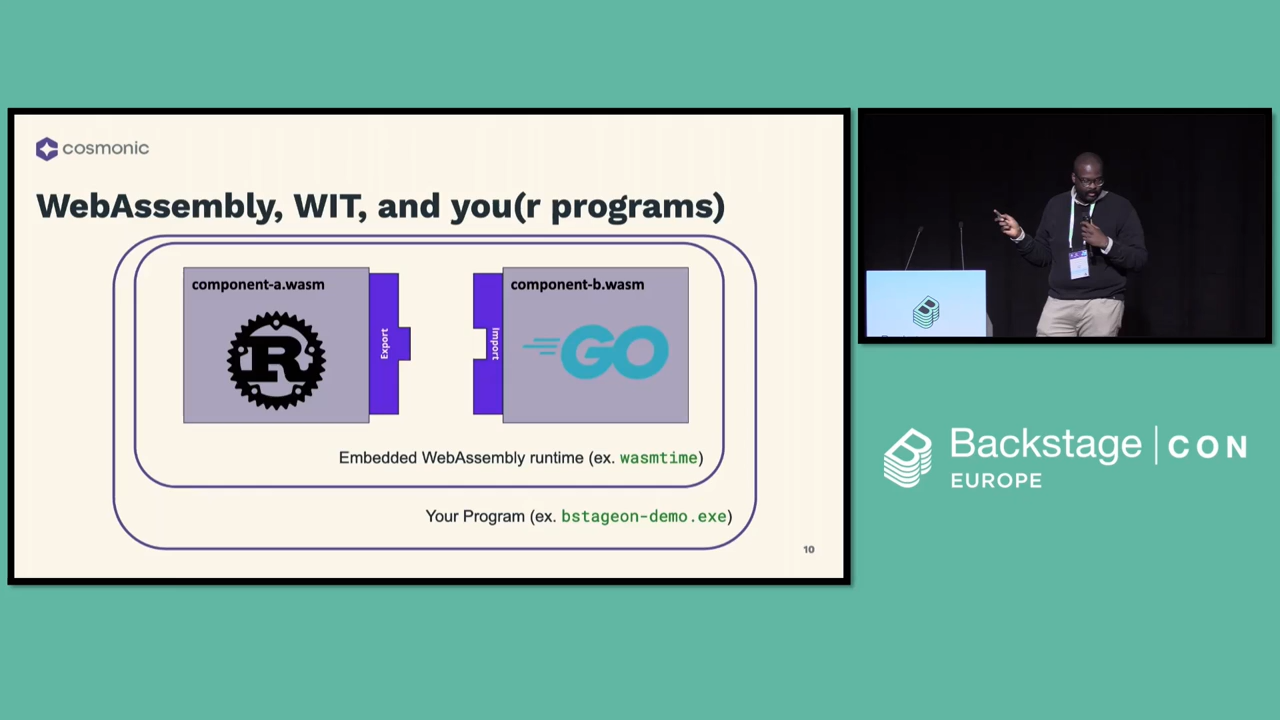 cosmonic
WebAssembly, WIT, and you(r programs)
component-a.wasm
Export
Import
component-b.wasm
GO
Embedded WebAssembly runtime (ex. wasmtime)
Your Program (ex. bstageon-demo.exe)
10
Backstage | CON
EUROPE